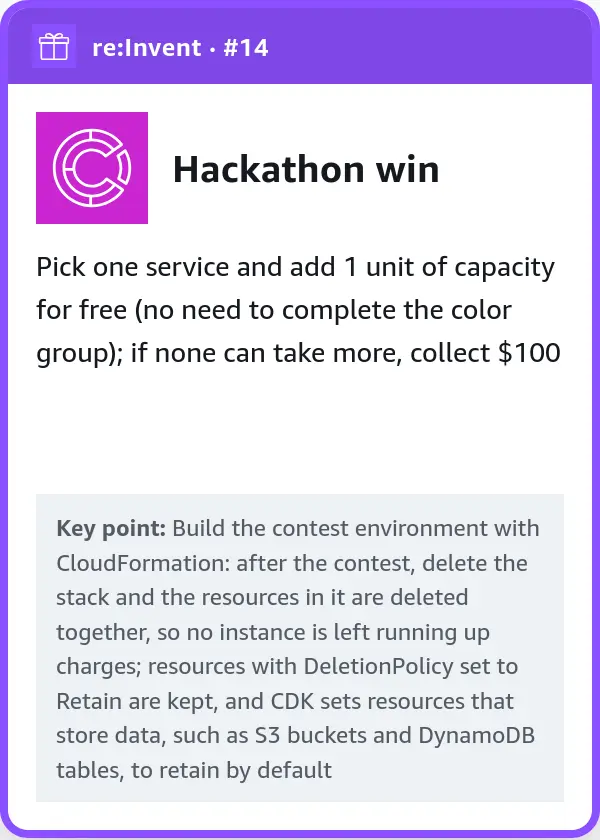 re:Invent · #14
Hackathon win
Pick one service and add 1 unit of capacity
for free (no need to complete the color
group); if none can take more, collect $100
Key point: Build the contest environment with
CloudFormation: after the contest, delete the
stack and the resources in it are deleted
together, so no instance is left running up
charges; resources with DeletionPolicy set to
Retain are kept, and CDK sets resources that
store data, such as S3 buckets and DynamoDB
tables, to retain by default